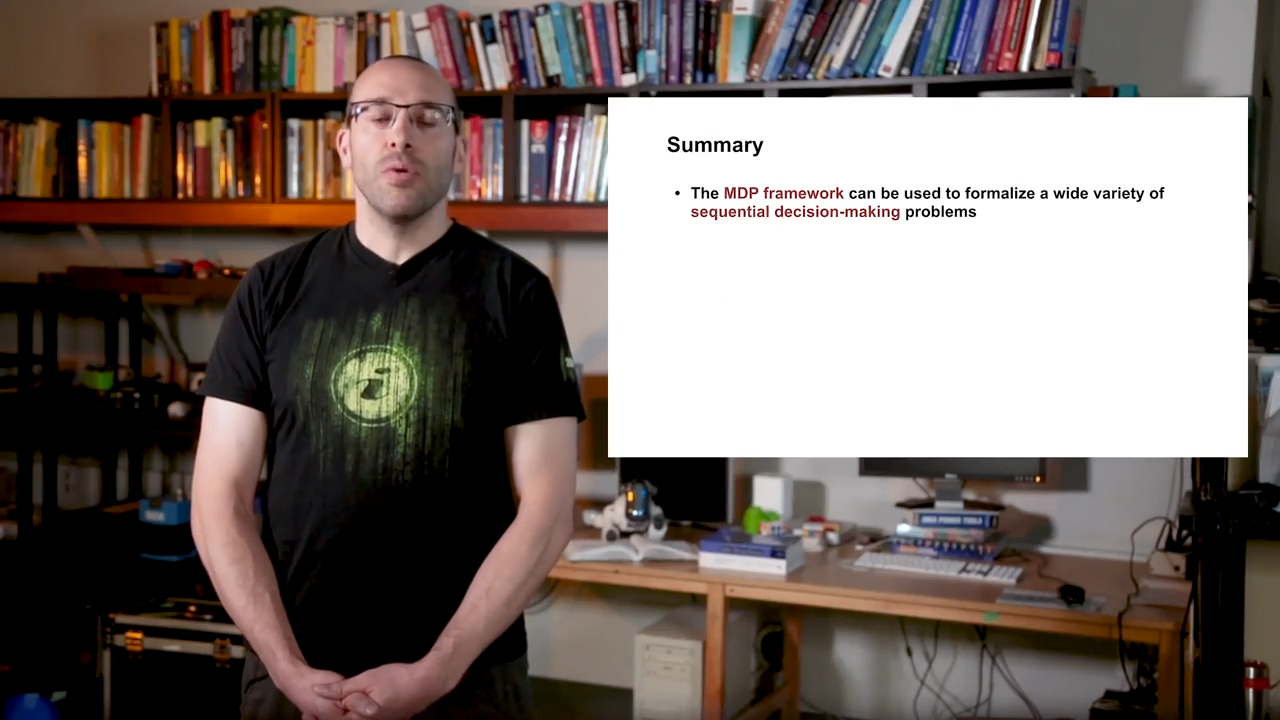 Summary
• The MDP framework can be used to formalize a wide variety of
sequential decision-making problems